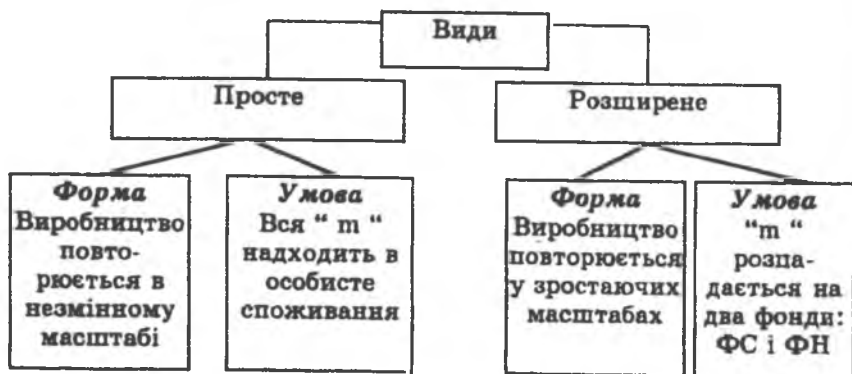 Види
Просте
Розширене
Форма
Виробництво
повто-
рюється в
незмінному
масштабі
Умова
Вся “ m “
надходить в
особисте
споживання
Форма
Виробництво
повторюється
у зростаючих
масштабах
Умова
“m “
розпа-
дається на
два фонди:
ФС і ФН